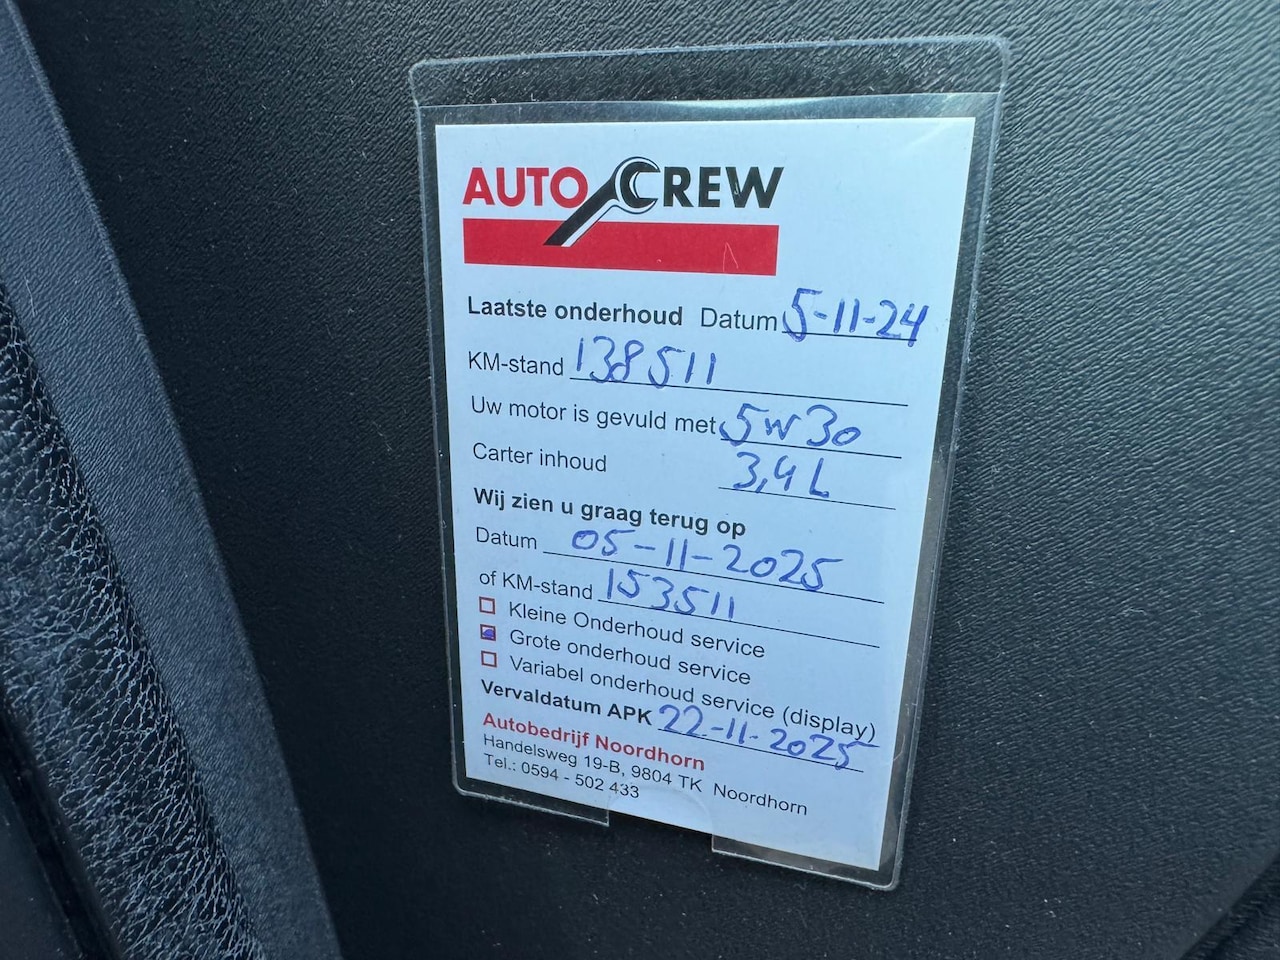 AUTO CREW
Laatste onderhoud Datum 5-11-24
KM-stand 138511
Uw motor is gevuld met 5w30
Carter inhoud 3,4 L
Wij zien u graag terug op
Datum 05-11-2025
of KM-stand 153511
Kleine Onderhoud service
Grote onderhoud service
Variabel onderhoud service (display)
Vervaldatum APK 22-11-2025
Autobedrijf Noordhorn
Handelsweg 19-B, 9804 TK Noordhorn
Tel.: 0594 - 502 433